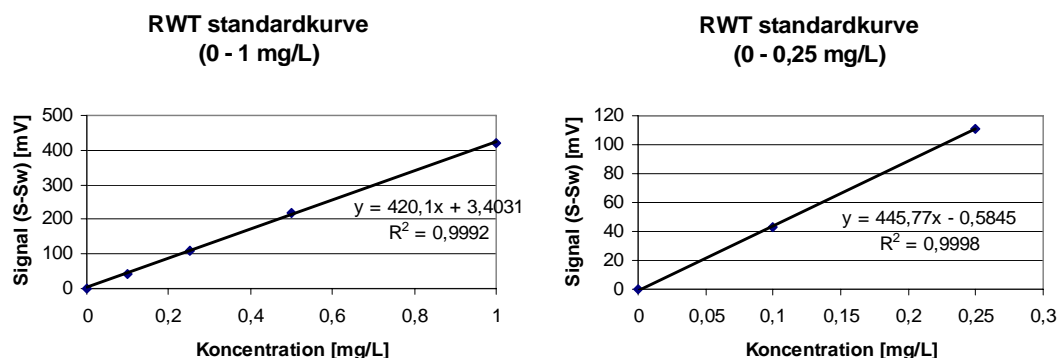 RWT standardkurve
(0 - 1 mg/L)
Signal (S-Sw) [mV]
500
400
300
200
100
0
y = 420,1x + 3,4031
R² = 0,9992
0 0,2 0,4 0,6 0,8 1
Koncentration [mg/L]
RWT standardkurve
(0 - 0,25 mg/L)
Signal (S-Sw) [mV]
120
100
80
60
40
20
0
y = 445,77x - 0,5845
R² = 0,9998
0 0,05 0,1 0,15 0,2 0,25 0,3
Koncentration [mg/L]